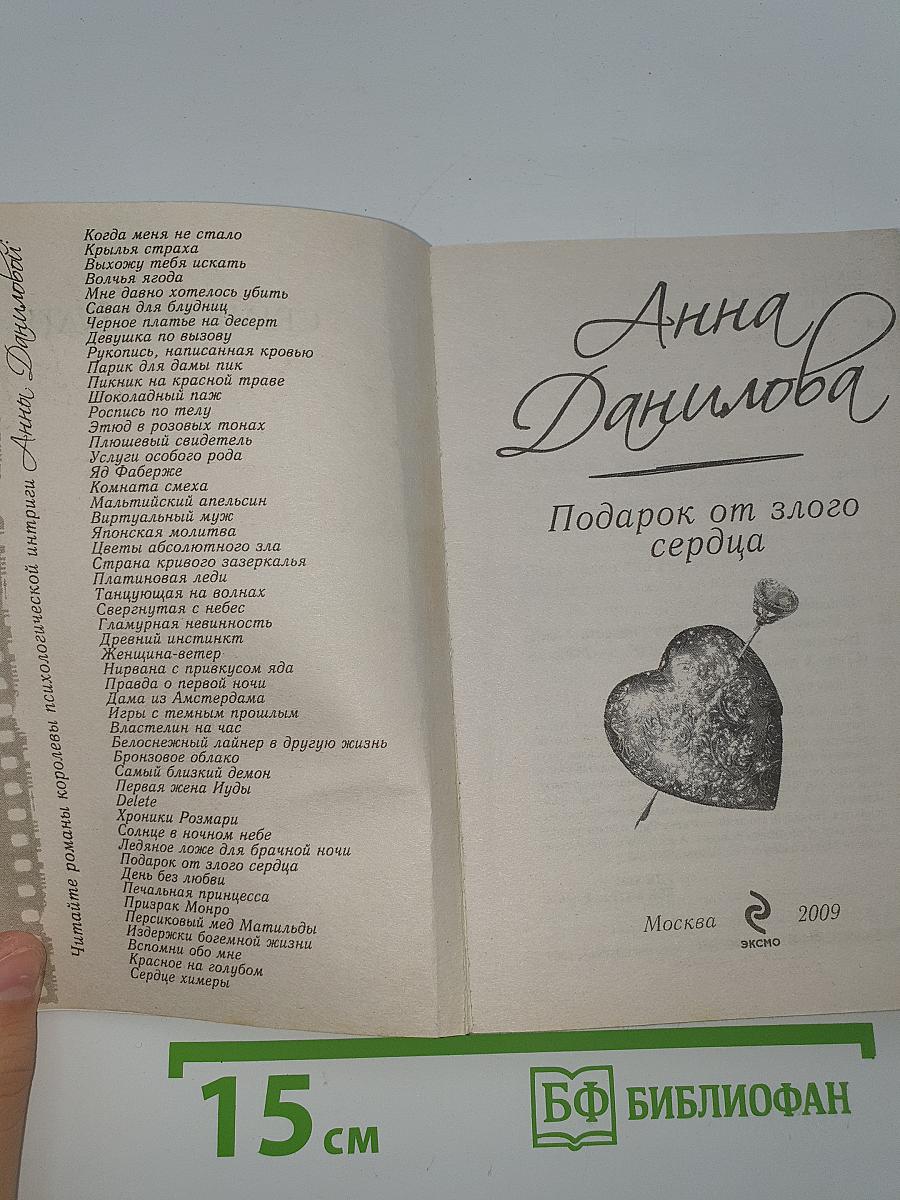 Читайте романы королевы психологической интриги Анны Даниловой:
Когда меня не стало
Крылья страха
Выхожу тебя искать
Волчья ягода
Мне давно хотелось убить
Саван для блудниц
Черное платье на десерт
Девушка по вызову
Рукопись, написанная кровью
Парик для дамы пик
Пикник на красной траве
Шоколадный паж
Роспись по телу
Этюд в розовых тонах
Плюшевый свидетель
Услуги особого рода
Яд Фаберже
Комната смеха
Мальтийский апельсин
Виртуальный муж
Японская молитва
Цветы абсолютного зла
Страна кривого зазеркалья
Платиновая леди
Танцующая на волнах
Свергнутая с небес
Гламурная невинность
Древний инстинкт
Женщина-ветер
Нирвана с привкусом яда
Правда о первой ночи
Дама из Амстердама
Игры с темным прошлым
Властелин на час
Белоснежный лайнер в другую жизнь
Бронзовое облако
Самый близкий демон
Первая жена Иуды
Delete
Хроники Розмари
Солнце в ночном небе
Ледяное ложе для брачной ночи
Подарок от злого сердца
День без любви
Печальная принцесса
Призрак Монро
Персиковый мед Матильды
Издержки богемной жизни
Вспомни обо мне
Красное на голубом
Сердце химеры
Анна
Данилова
Подарок от злого
сердца
Москва
ЭКСМО
2009
15 см
БФ БИБЛИОФАН